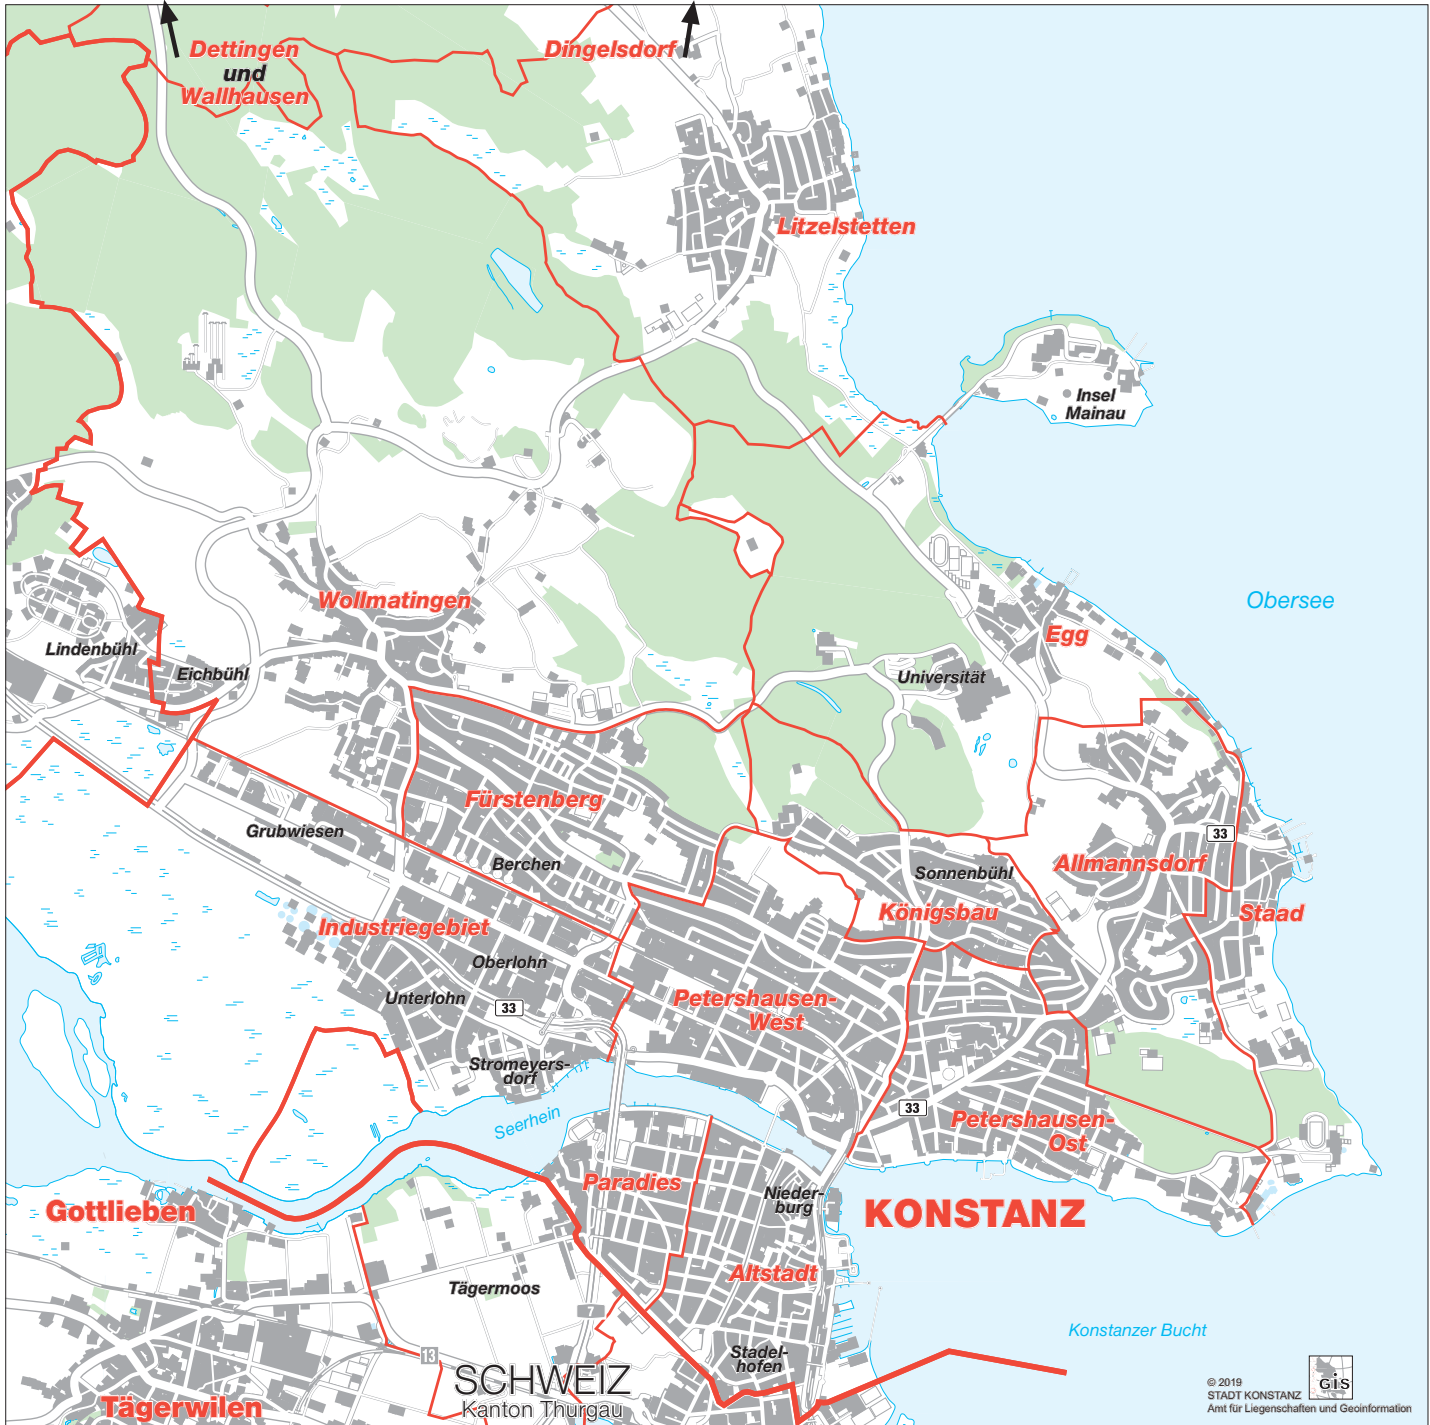 Dettingen
und
Wallhausen
Dingelsdorf
Litzelstetten
Insel
Mainau
Obersee
Wollmatingen
Egg
Lindenbühl
Eichbühl
Universität
Fürstenberg
Grubwiesen
Berchen
33
Allmannsdorf
Sonnenbühl
Königsbau
Staad
Industriegebiet
Oberlohn
Unterlohn
33
Petershausen-
West
Stromeyers-
dorf
Seerhein
33
Petershausen-
Ost
Paradies
Nieder-
burg
Gottlieben
KONSTANZ
Altstadt
Tägermoos
7
Konstanzer Bucht
13
Stadel-
hofen
SCHWEIZ
Kanton Thurgau
Tägerwilen
GiS
© 2019
STADT KONSTANZ
Amt für Liegenschaften und Geoinformation